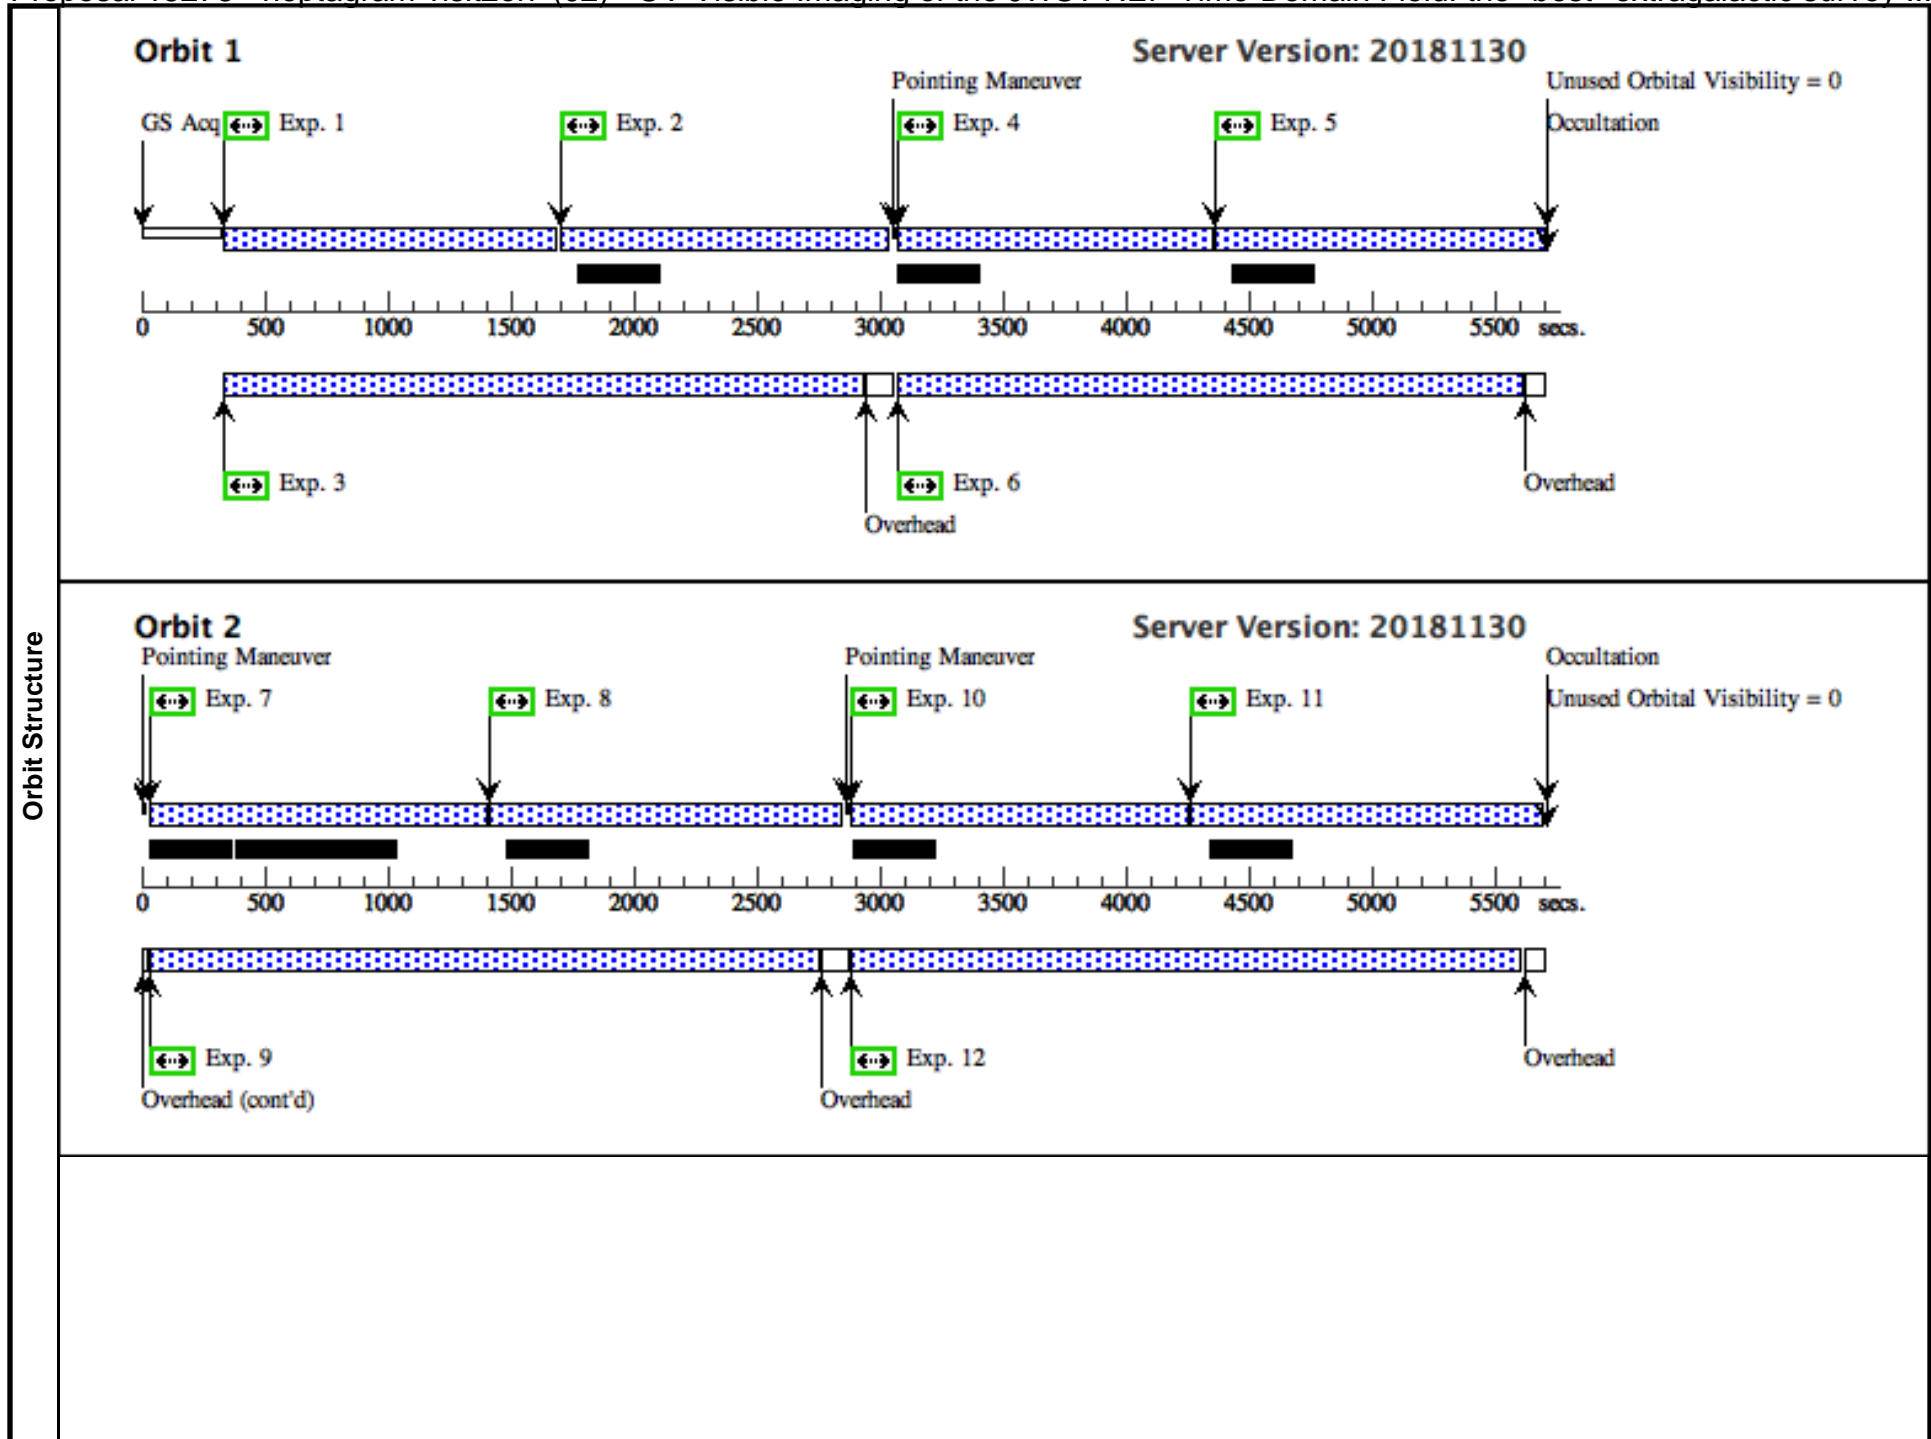 Orbit Structure
Orbit 1
Server Version: 20181130
Pointing Maneuver
Unused Orbital Visibility = 0
GS Acq
Exp. 1
Exp. 2
Exp. 4
Exp. 5
Occultation
0 500 1000 1500 2000 2500 3000 3500 4000 4500 5000 5500 secs.
Exp. 3
Exp. 6
Overhead
Overhead
Orbit 2
Server Version: 20181130
Pointing Maneuver
Pointing Maneuver
Occultation
Exp. 7
Exp. 8
Exp. 10
Exp. 11
Unused Orbital Visibility = 0
0 500 1000 1500 2000 2500 3000 3500 4000 4500 5000 5500 secs.
Exp. 9
Exp. 12
Overhead
Overhead (cont'd)
Overhead